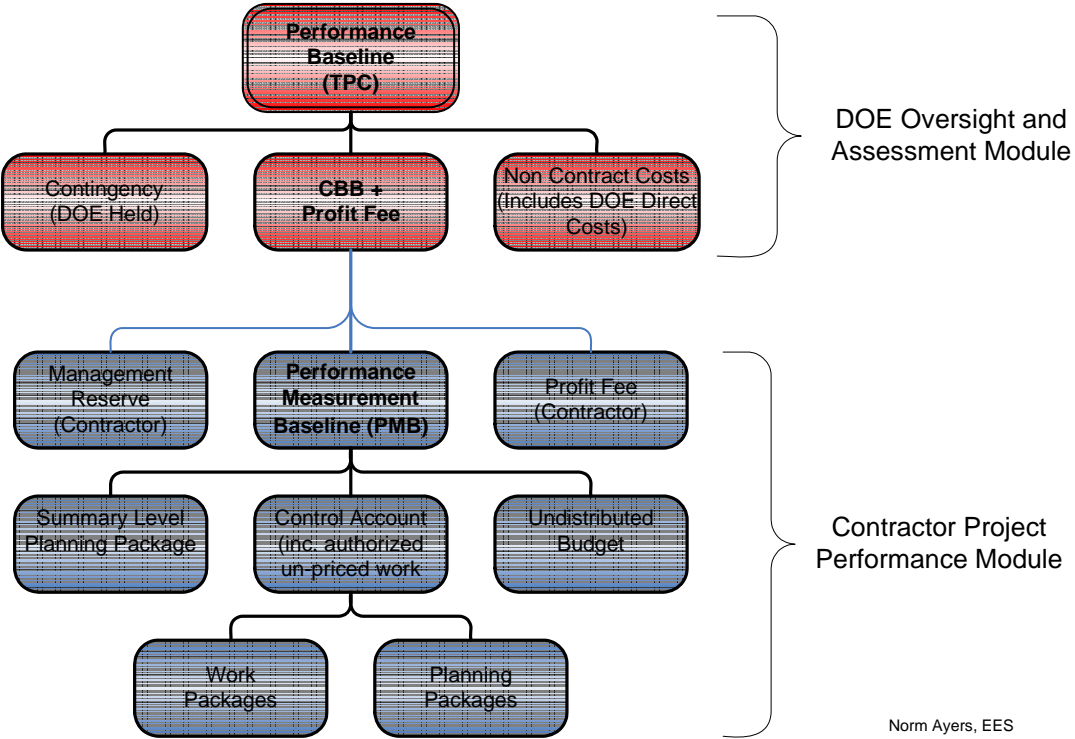 Performance
Baseline
(TPC)
DOE Oversight and
Assessment Module
Contingency
(DOE Held)
CBB +
Profit Fee
Non Contract Costs
(Includes DOE Direct
Costs)
Management
Reserve
(Contractor)
Performance
Measurement
Baseline (PMB)
Profit Fee
(Contractor)
Summary Level
Planning Package
Control Account
(inc. authorized
un-priced work
Undistributed
Budget
Contractor Project
Performance Module
Work
Packages
Planning
Packages
Norm Ayers, EES